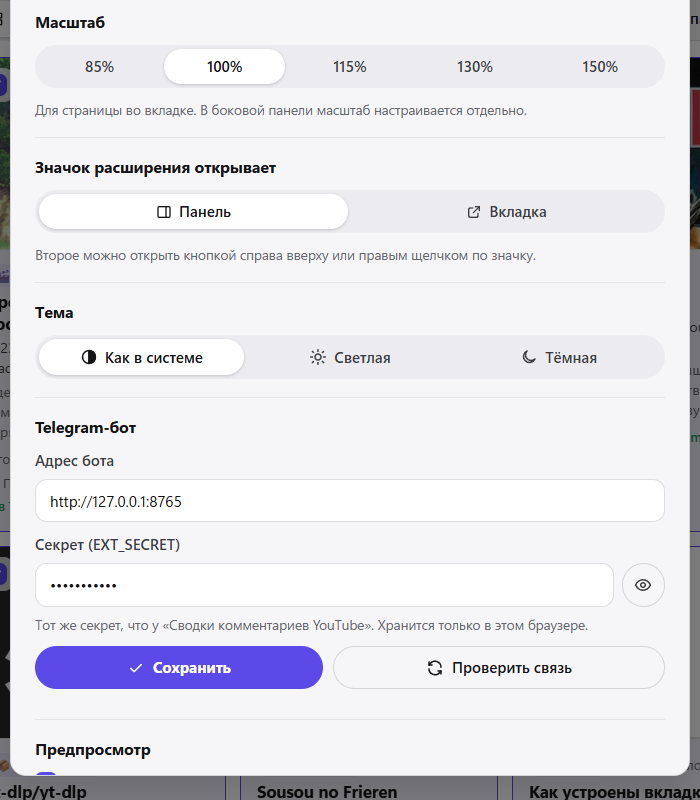 Масштаб
85% 100% 115% 130% 150%
Для страницы во вкладке. В боковой панели масштаб настраивается отдельно.
Значок расширения открывает
Панель Вкладка
Второе можно открыть кнопкой справа вверху или правым щелчком по значку.
Тема
Как в системе Светлая Тёмная
Telegram-бот
Адрес бота
http://127.0.0.1:8765
Секрет (EXT_SECRET)
•••••••••••
Тот же секрет, что у «Сводки комментариев YouTube». Хранится только в этом браузере.
Сохранить Проверить связь
Предпросмотр
-dlp/yt-dlp Sousou no Frieren Как устроены вкладк